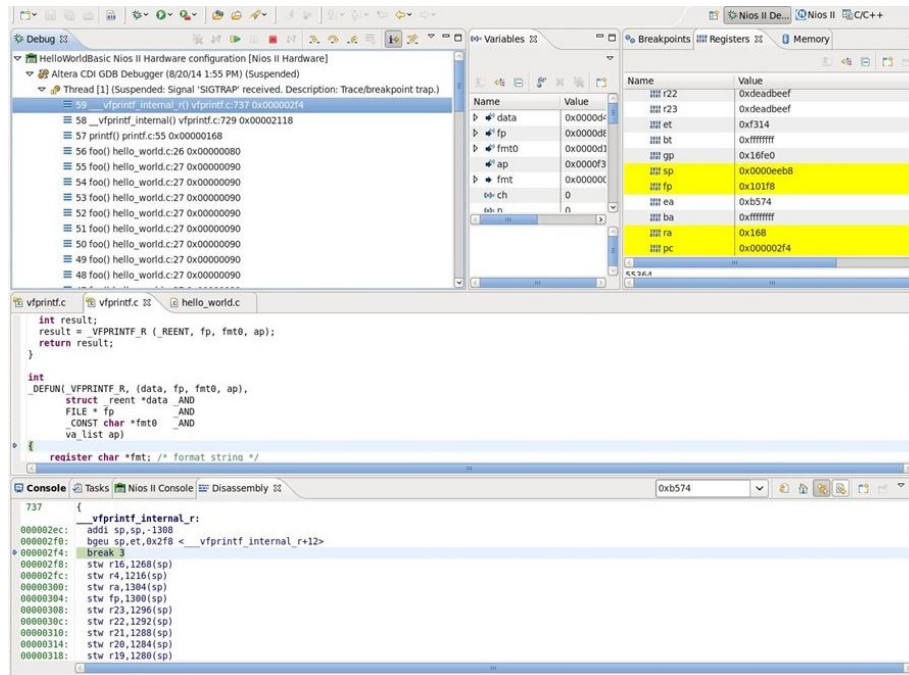 Nios II De...
Nios II
C/C++
Debug
HelloWorldBasic Nios II Hardware configuration [Nios II Hardware]
Altera CDI GDB Debugger (8/20/14 1:55 PM) (Suspended)
Thread [1] (Suspended: Signal 'SIGTRAP' received. Description: Trace/breakpoint trap.)
59 ___vfprintf_internal_r() vfprintf.c:737 0x000002f4
58 __vfprintf_internal() vfprintf.c:729 0x00002118
57 printf() printf.c:55 0x00000168
56 foo() hello_world.c:26 0x00000080
55 foo() hello_world.c:27 0x00000090
54 foo() hello_world.c:27 0x00000090
53 foo() hello_world.c:27 0x00000090
52 foo() hello_world.c:27 0x00000090
51 foo() hello_world.c:27 0x00000090
50 foo() hello_world.c:27 0x00000090
49 foo() hello_world.c:27 0x00000090
48 foo() hello_world.c:27 0x00000090
Variables
Name Value
data
fp
fmt0
ap 0x0000f3
fmt
ch 0
n 0
Breakpoints Registers Memory
Name Value
r22 0xdeadbeef
r23 0xdeadbeef
et 0xf314
bt 0xffffffff
gp 0x16fe0
sp 0x0000eeb8
fp 0x101f8
ea 0xb574
ba 0xffffffff
ra 0x168
pc 0x000002f4
55364
vfprintf.c vfprintf.c hello_world.c
int result;
result = _VFPRINTF_R (_REENT, fp, fmt0, ap);
return result;
}
int
_DEFUN(_VFPRINTF_R, (data, fp, fmt0, ap),
struct _reent *data _AND
FILE * fp _AND
_CONST char *fmt0 _AND
va_list ap)
{
register char *fmt; /* format string */
Console Tasks Nios II Console Disassembly
0xb574
737 {
___vfprintf_internal_r:
000002ec: addi sp,sp,-1308
000002f0: bgeu sp,et,0x2f8 <___vfprintf_internal_r+12>
000002f4: break 3
000002f8: stw r16,1268(sp)
000002fc: stw r4,1216(sp)
00000300: stw ra,1304(sp)
00000304: stw fp,1300(sp)
00000308: stw r23,1296(sp)
0000030c: stw r22,1292(sp)
00000310: stw r21,1288(sp)
00000314: stw r20,1284(sp)
00000318: stw r19,1280(sp)